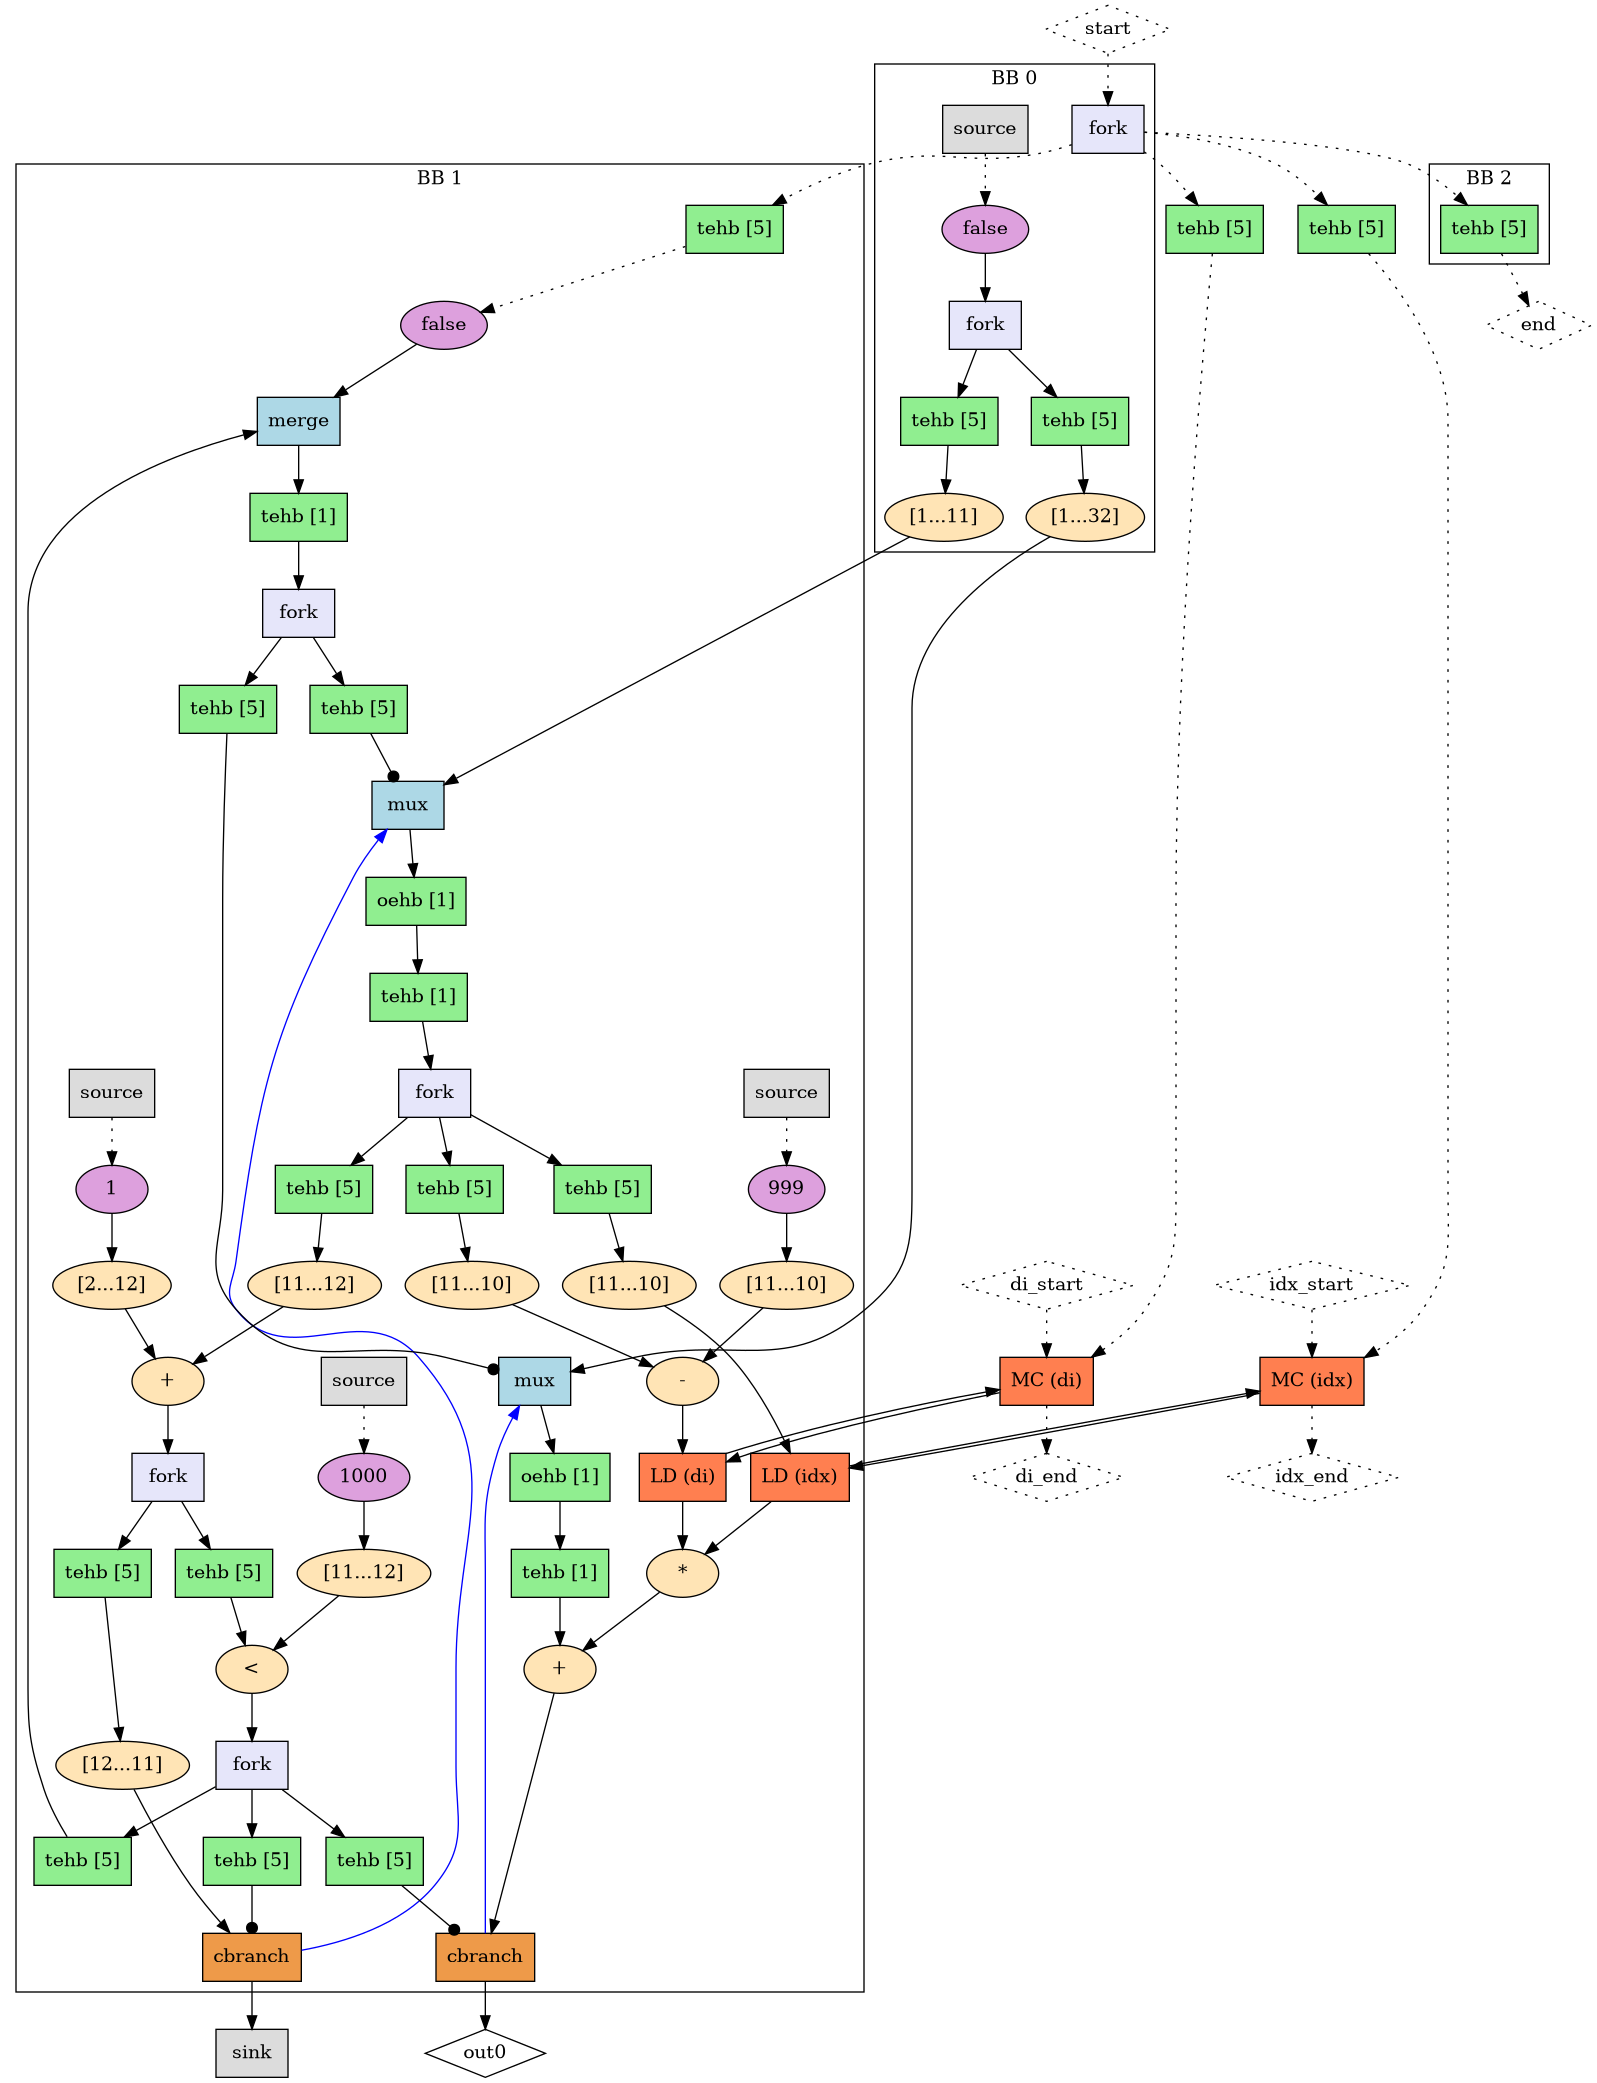 start
BB 0
source
fork
BB 1
BB 2
tehb [5]
false
tehb [5]
tehb [5]
tehb [5]
false
fork
end
merge
tehb [5]
tehb [5]
tehb [1]
[1...11]
[1...32]
fork
tehb [5]
tehb [5]
mux
oehb [1]
tehb [1]
source
fork
source
1
tehb [5]
tehb [5]
tehb [5]
999
[2...12]
[11...12]
[11...10]
[11...10]
[11...10]
di_start
idx_start
+
source
mux
-
MC (di)
MC (idx)
fork
1000
oehb [1]
LD (di)
LD (idx)
di_end
idx_end
tehb [5]
tehb [5]
[11...12]
tehb [1]
*
<
+
[12...11]
fork
tehb [5]
tehb [5]
tehb [5]
cbranch
cbranch
sink
out0